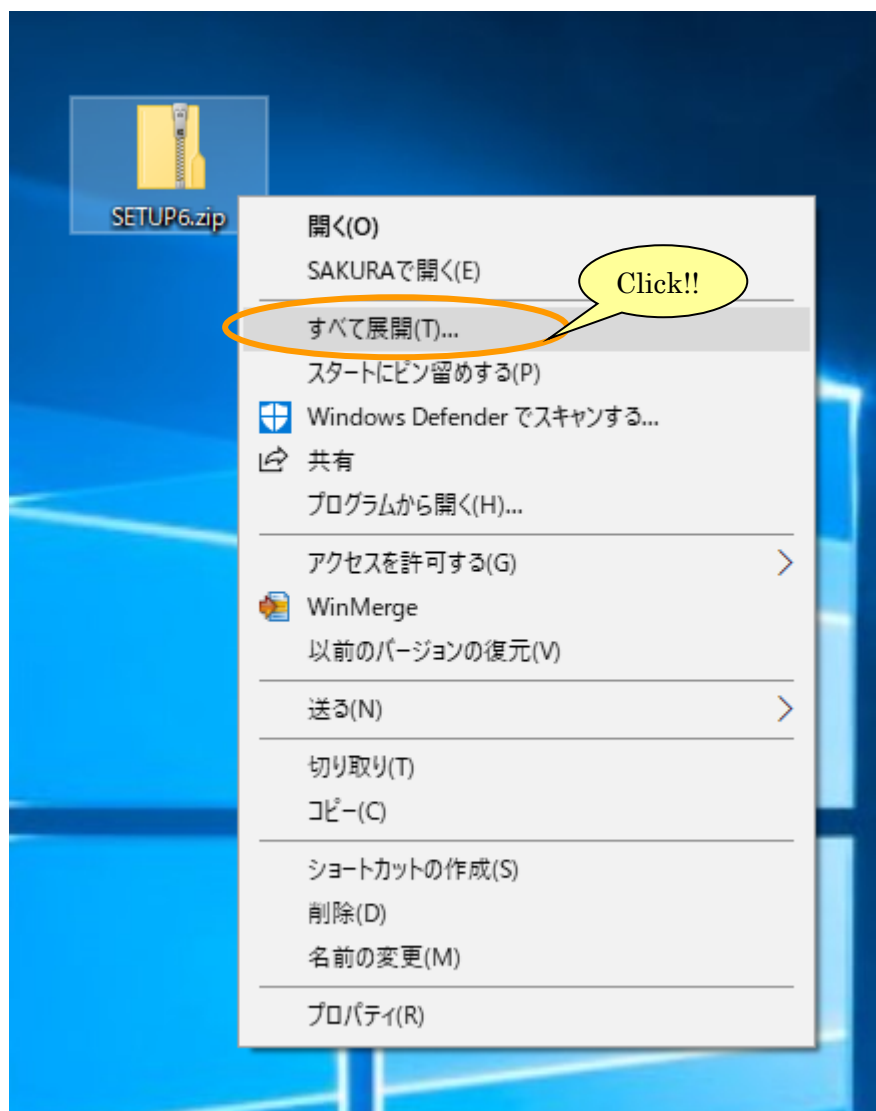 SETUP6.zip
開く(O)
SAKURAで開く(E)
Click!!
すべて展開(T)...
スタートにピン留めする(P)
Windows Defender でスキャンする...
共有
プログラムから開く(H)...
アクセスを許可する(G)
WinMerge
以前のバージョンの復元(V)
送る(N)
切り取り(T)
コピー(C)
ショートカットの作成(S)
削除(D)
名前の変更(M)
プロパティ(R)